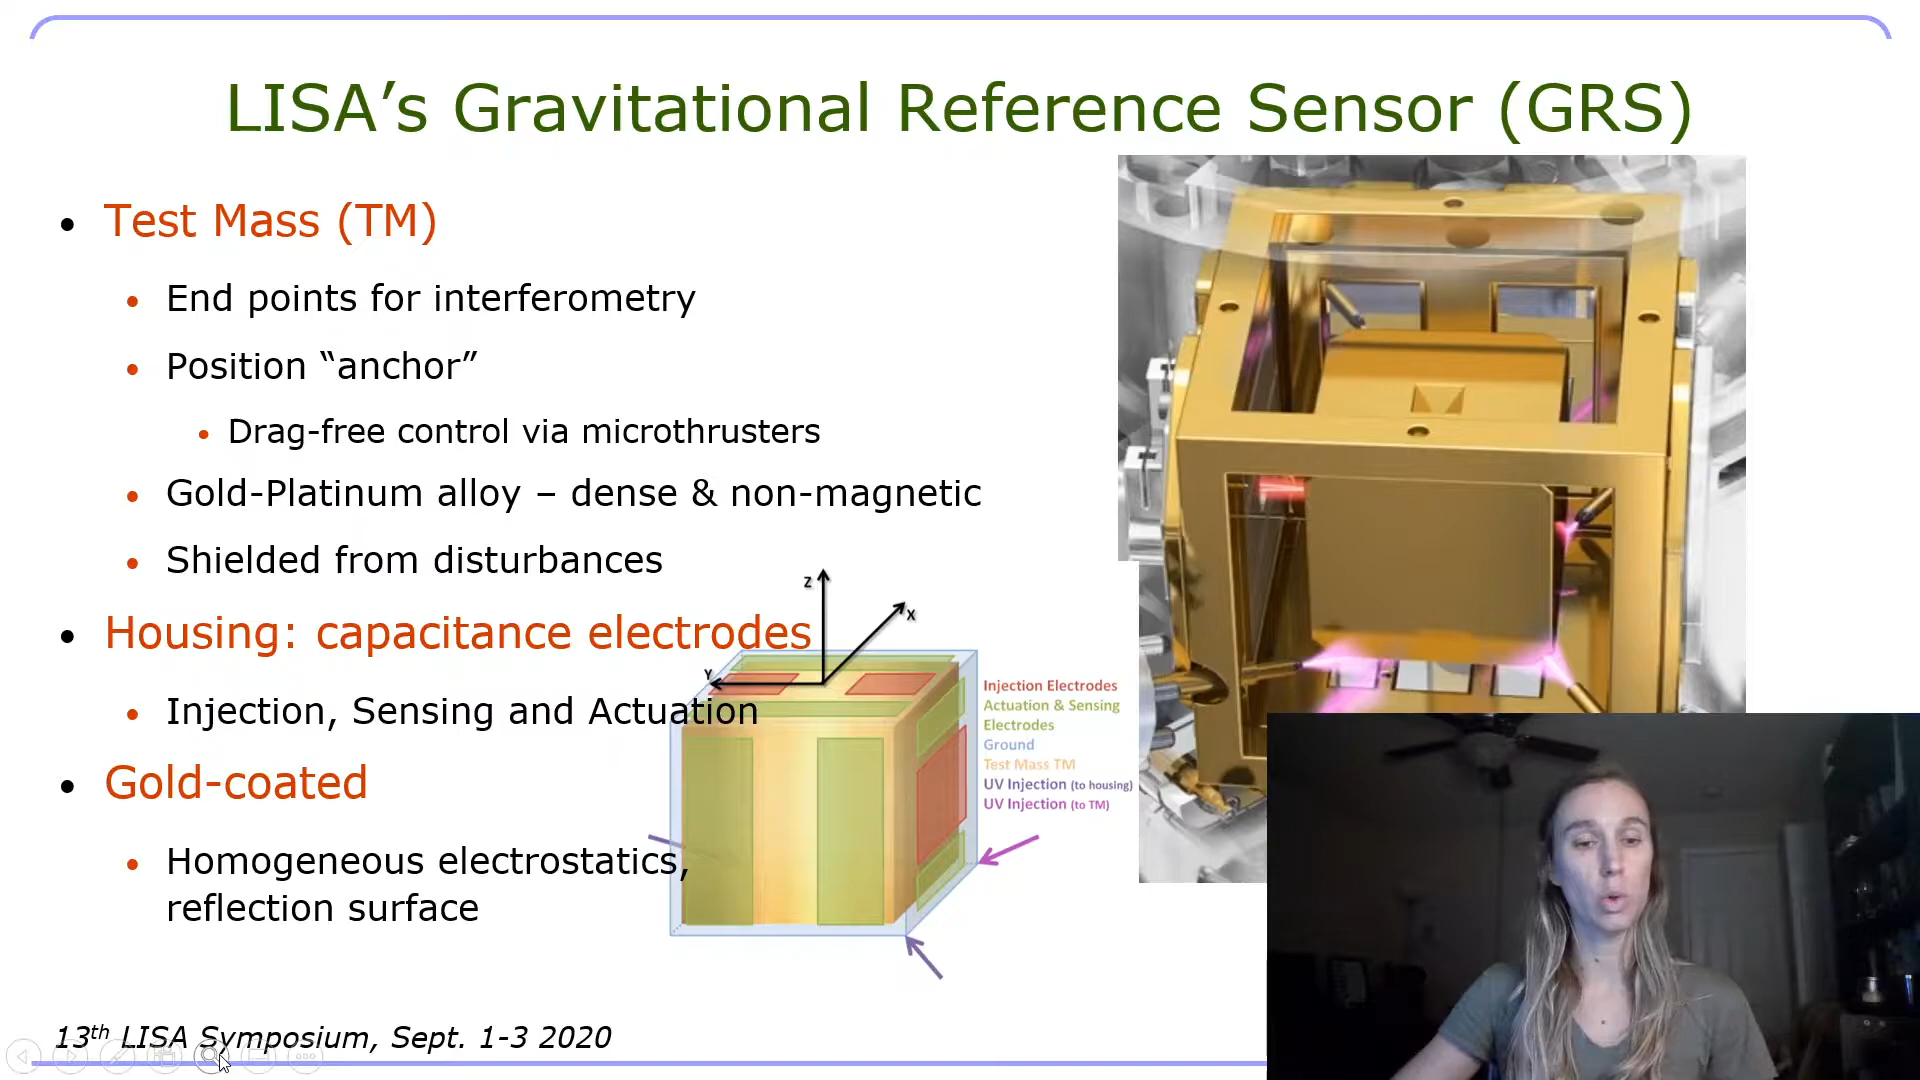 LISA’s Gravitational Reference Sensor (GRS)
• Test Mass (TM)
• End points for interferometry
• Position “anchor”
• Drag-free control via microthrusters
• Gold-Platinum alloy – dense & non-magnetic
• Shielded from disturbances
• Housing: capacitance electrodes
• Injection, Sensing and Actuation
• Gold-coated
• Homogeneous electrostatics,
reflection surface
Z
X
Y
Injection Electrodes
Actuation & Sensing
Electrodes
Ground
Test Mass TM
UV Injection (to housing)
UV Injection (to TM)
13th LISA Symposium, Sept. 1-3 2020